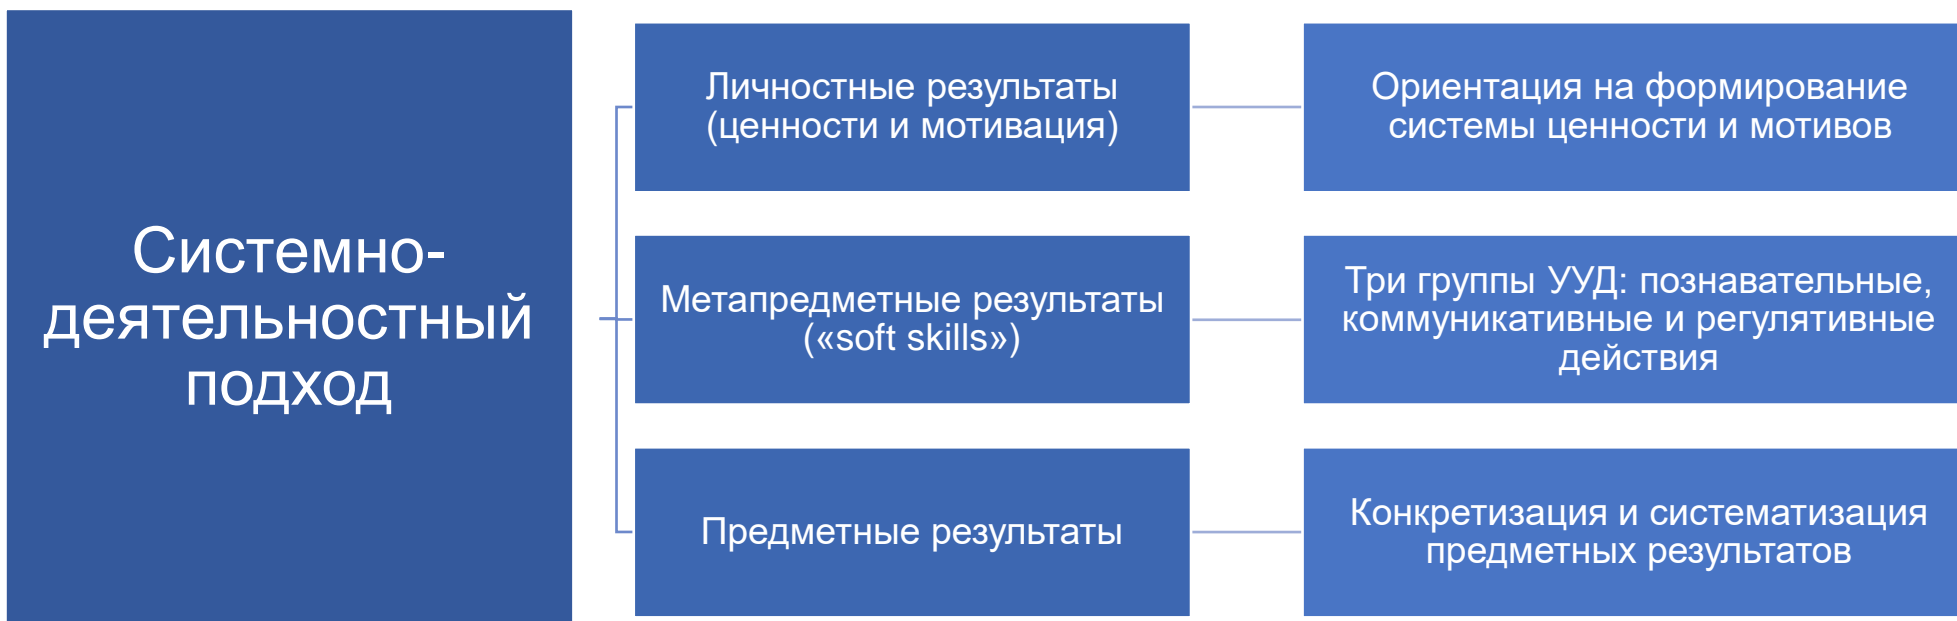 Системно-
деятельностный
подход
Личностные результаты
(ценности и мотивация)
Ориентация на формирование
системы ценности и мотивов
Метапредметные результаты
(«soft skills»)
Три группы УУД: познавательные,
коммуникативные и регулятивные
действия
Предметные результаты
Конкретизация и систематизация
предметных результатов